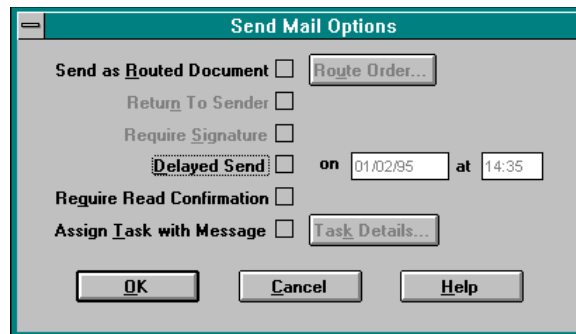 Send Mail Options
Send as Routed Document Route Order...
Return To Sender
Require Signature
Delayed Send on 01/02/95 at 14:35
Require Read Confirmation
Assign Task with Message Task Details...
OK Cancel Help